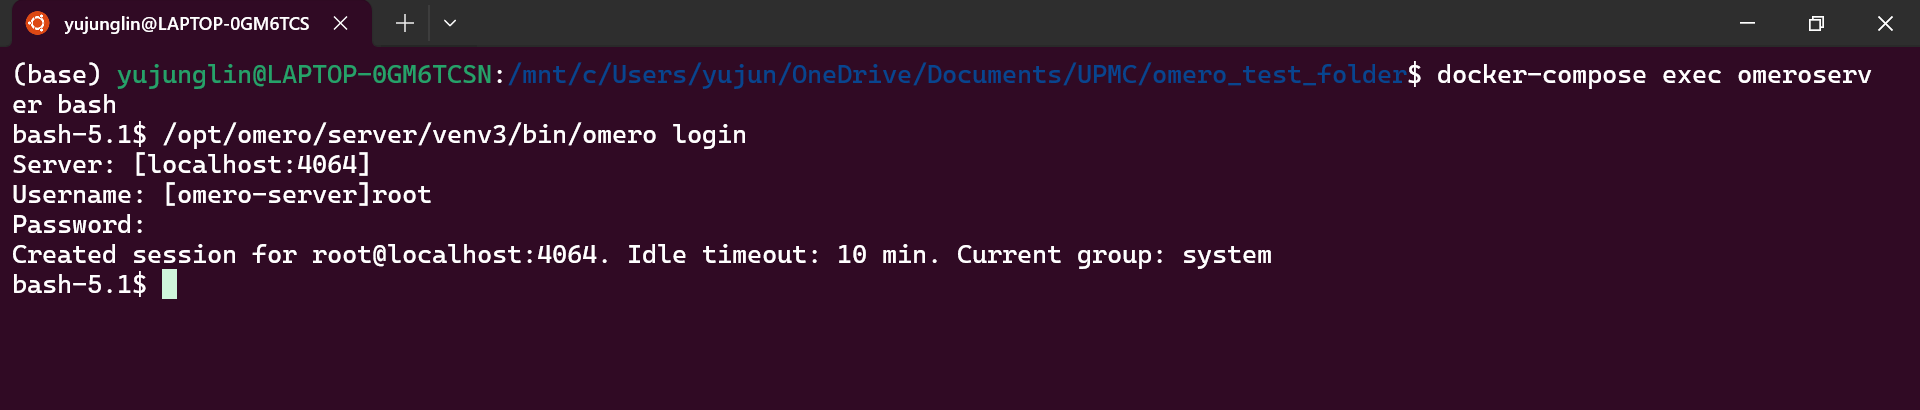 yujunglin@LAPTOP-0GM6TCS
(base) yujunglin@LAPTOP-0GM6TCSN:/mnt/c/Users/yujun/OneDrive/Documents/UPMC/omero_test_folder$ docker-compose exec omeroserv
er bash
bash-5.1$ /opt/omero/server/venv3/bin/omero login
Server: [localhost:4064]
Username: [omero-server]root
Password:
Created session for root@localhost:4064. Idle timeout: 10 min. Current group: system
bash-5.1$